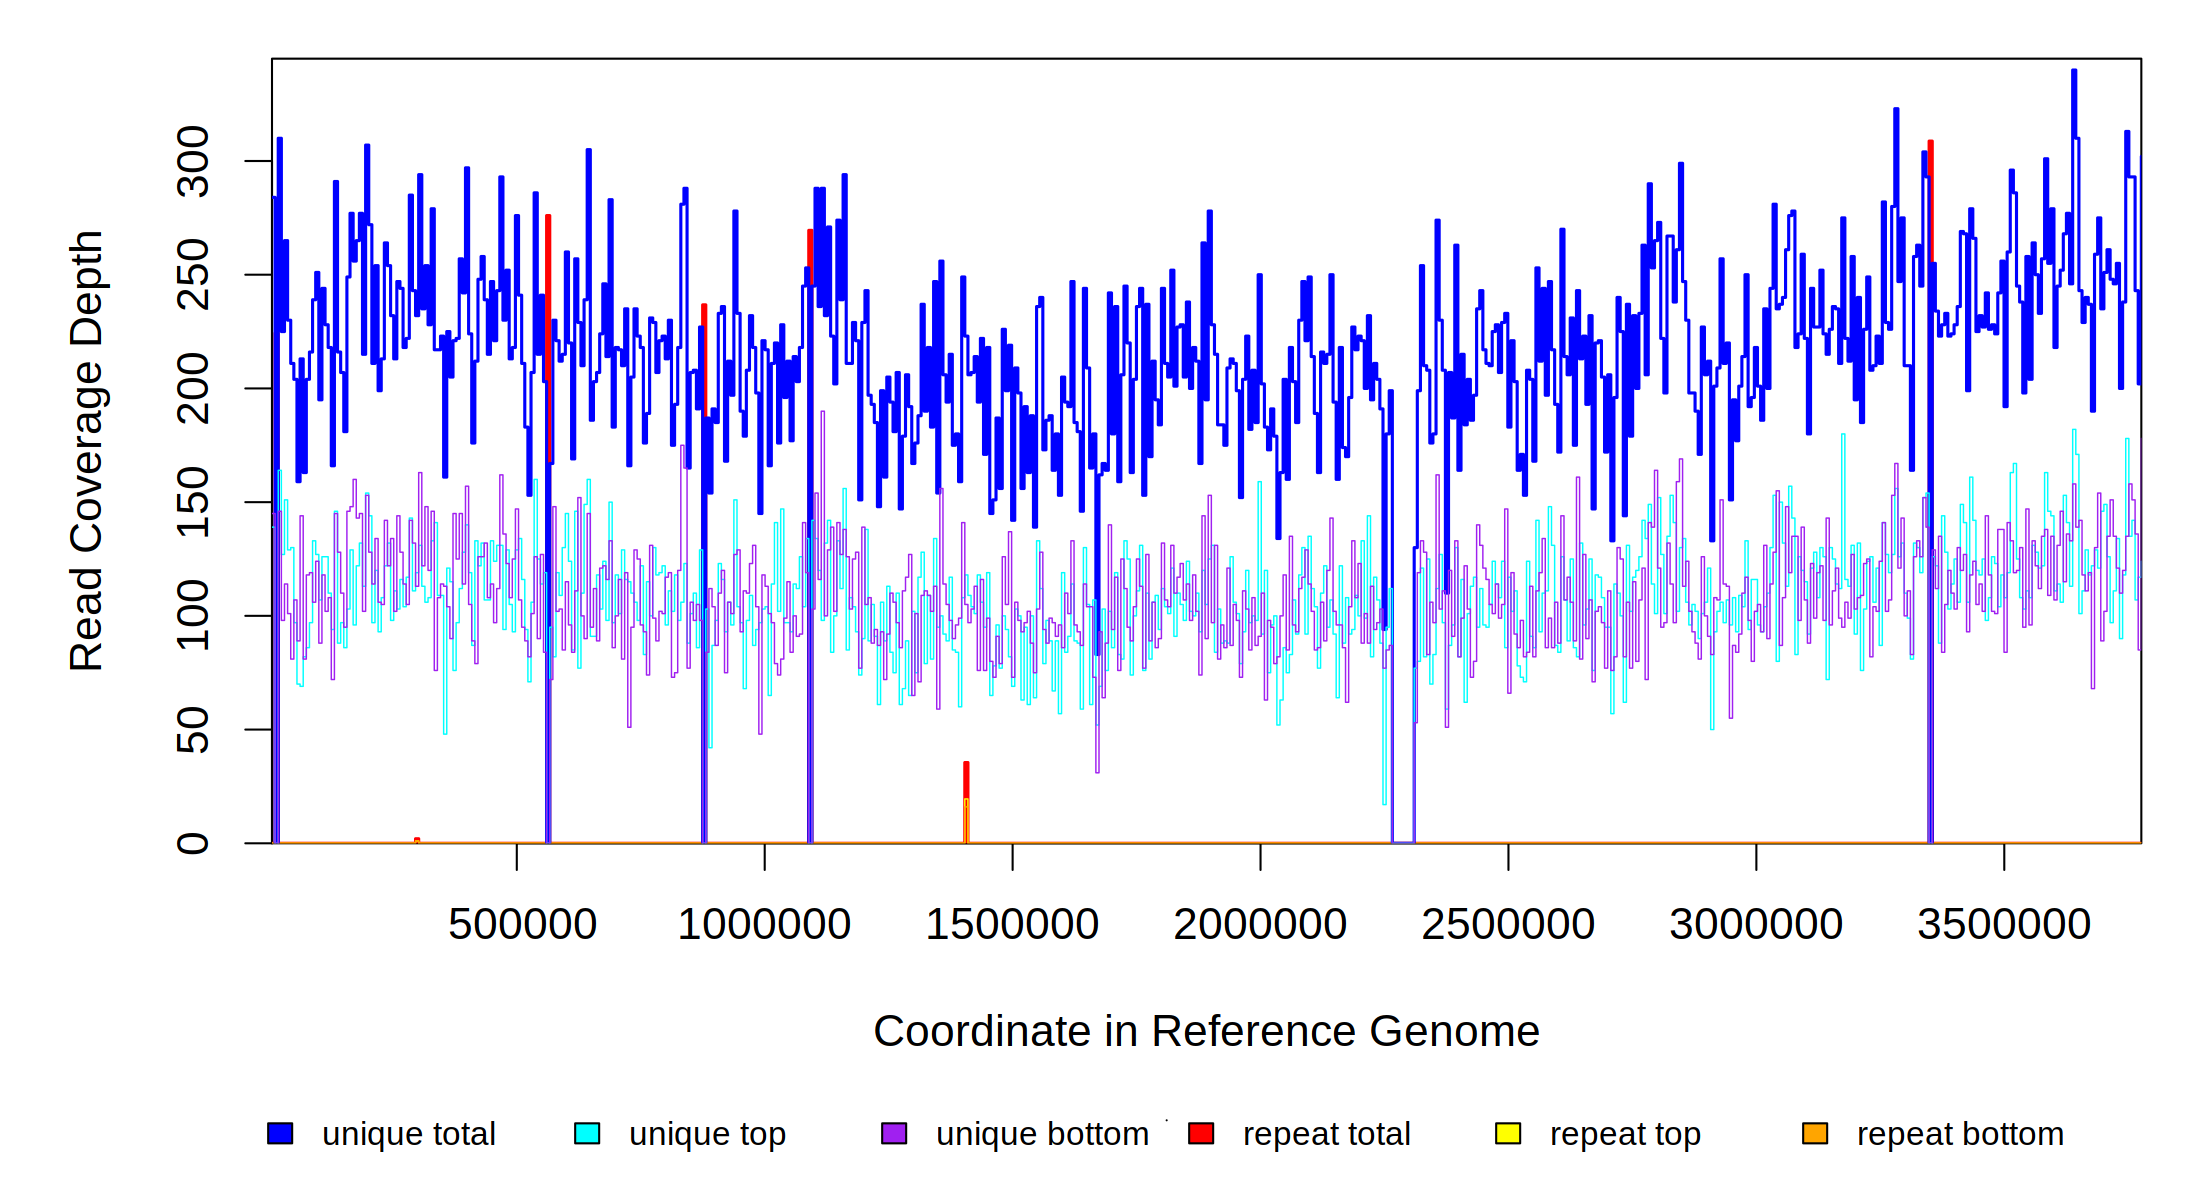 Read Coverage Depth
300
250
200
150
100
50
0
500000 1000000 1500000 2000000 2500000 3000000 3500000
Coordinate in Reference Genome
unique total unique top unique bottom repeat total repeat top repeat bottom